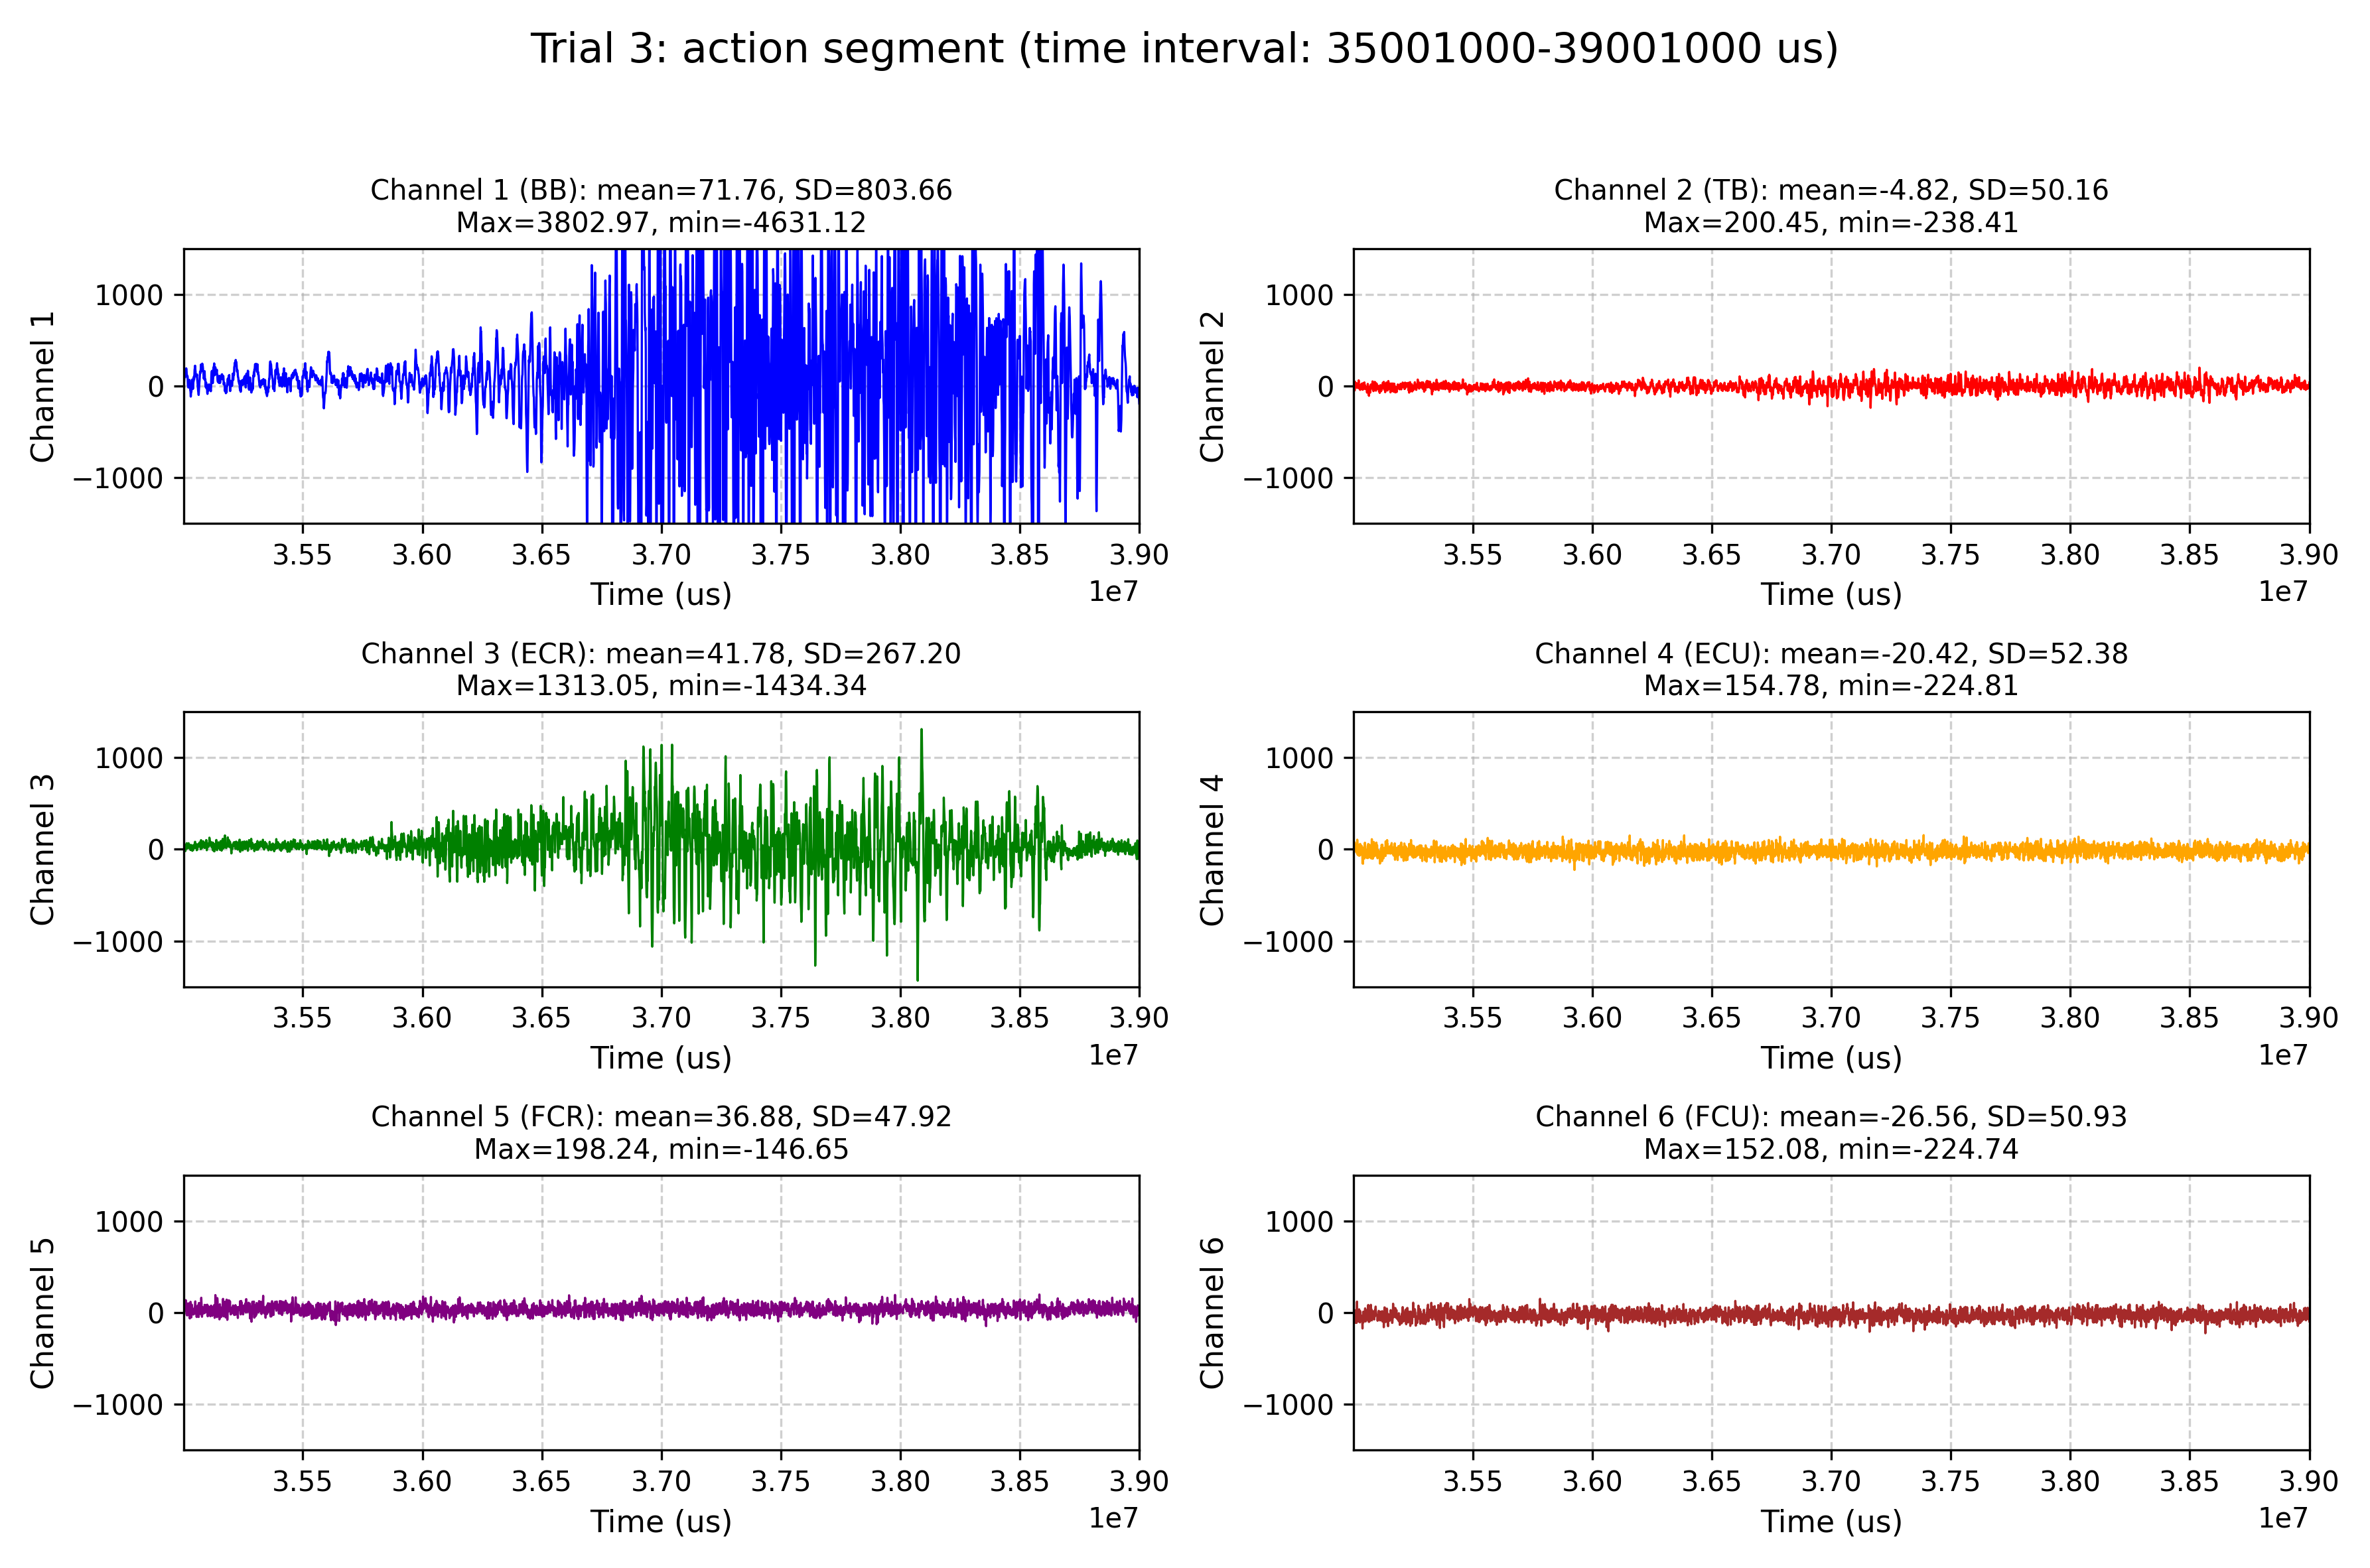 Trial 3: action segment (time interval: 35001000-39001000 us)
Channel 1 (BB): mean=71.76, SD=803.66
Max=3802.97, min=-4631.12
Channel 1
1000
0
−1000
3.55 3.60 3.65 3.70 3.75 3.80 3.85 3.90
1e7
Time (us)
Channel 2 (TB): mean=-4.82, SD=50.16
Max=200.45, min=-238.41
Channel 2
1000
0
−1000
3.55 3.60 3.65 3.70 3.75 3.80 3.85 3.90
1e7
Time (us)
Channel 3 (ECR): mean=41.78, SD=267.20
Max=1313.05, min=-1434.34
Channel 3
1000
0
−1000
3.55 3.60 3.65 3.70 3.75 3.80 3.85 3.90
1e7
Time (us)
Channel 4 (ECU): mean=-20.42, SD=52.38
Max=154.78, min=-224.81
Channel 4
1000
0
−1000
3.55 3.60 3.65 3.70 3.75 3.80 3.85 3.90
1e7
Time (us)
Channel 5 (FCR): mean=36.88, SD=47.92
Max=198.24, min=-146.65
Channel 5
1000
0
−1000
3.55 3.60 3.65 3.70 3.75 3.80 3.85 3.90
1e7
Time (us)
Channel 6 (FCU): mean=-26.56, SD=50.93
Max=152.08, min=-224.74
Channel 6
1000
0
−1000
3.55 3.60 3.65 3.70 3.75 3.80 3.85 3.90
1e7
Time (us)